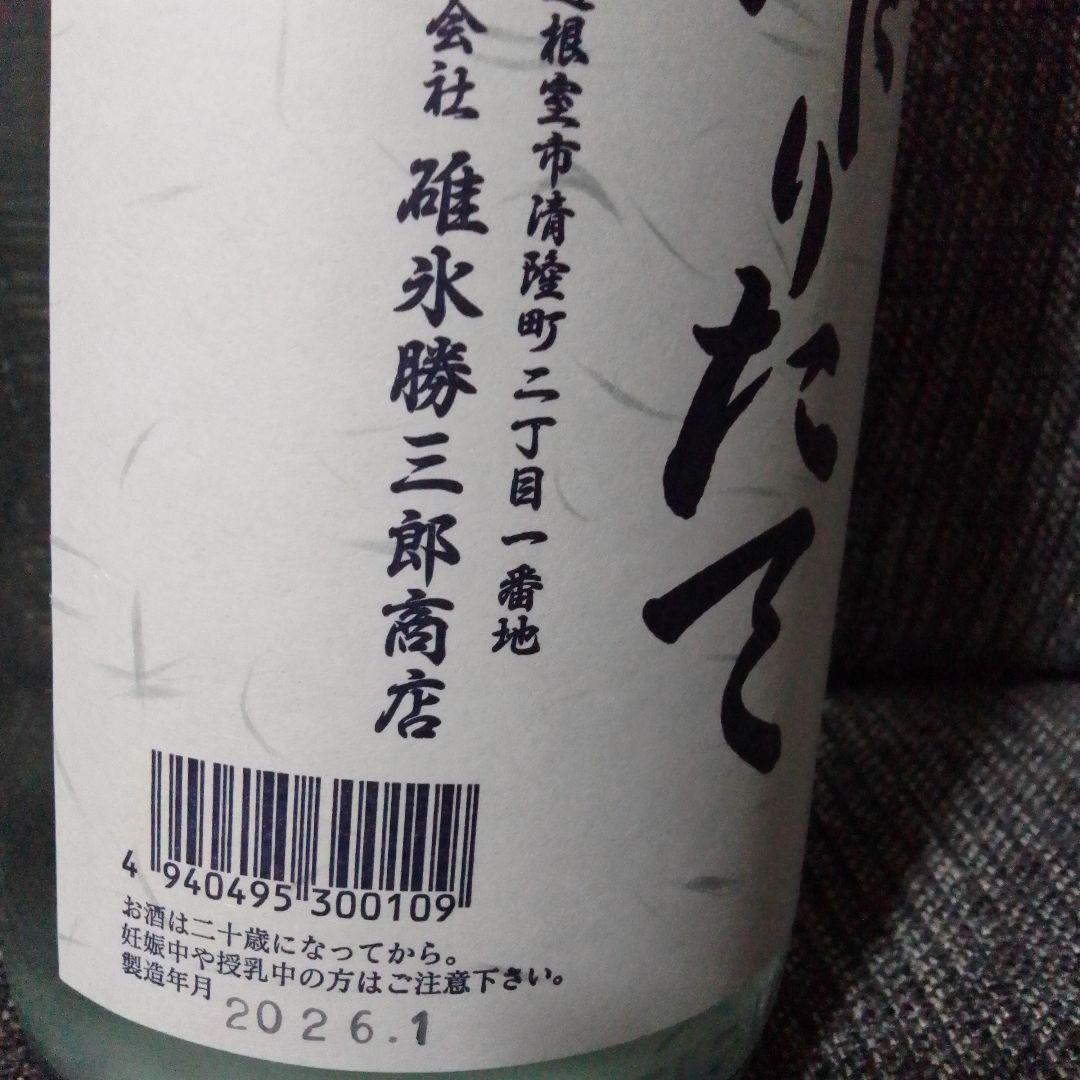 りたて
根室市清隆町二丁目一番地
会社 碓氷勝三郎商店
4 940495 300109
お酒は二十歳になってから。
妊娠中や授乳中の方はご注意下さい。
製造年月 2026.1